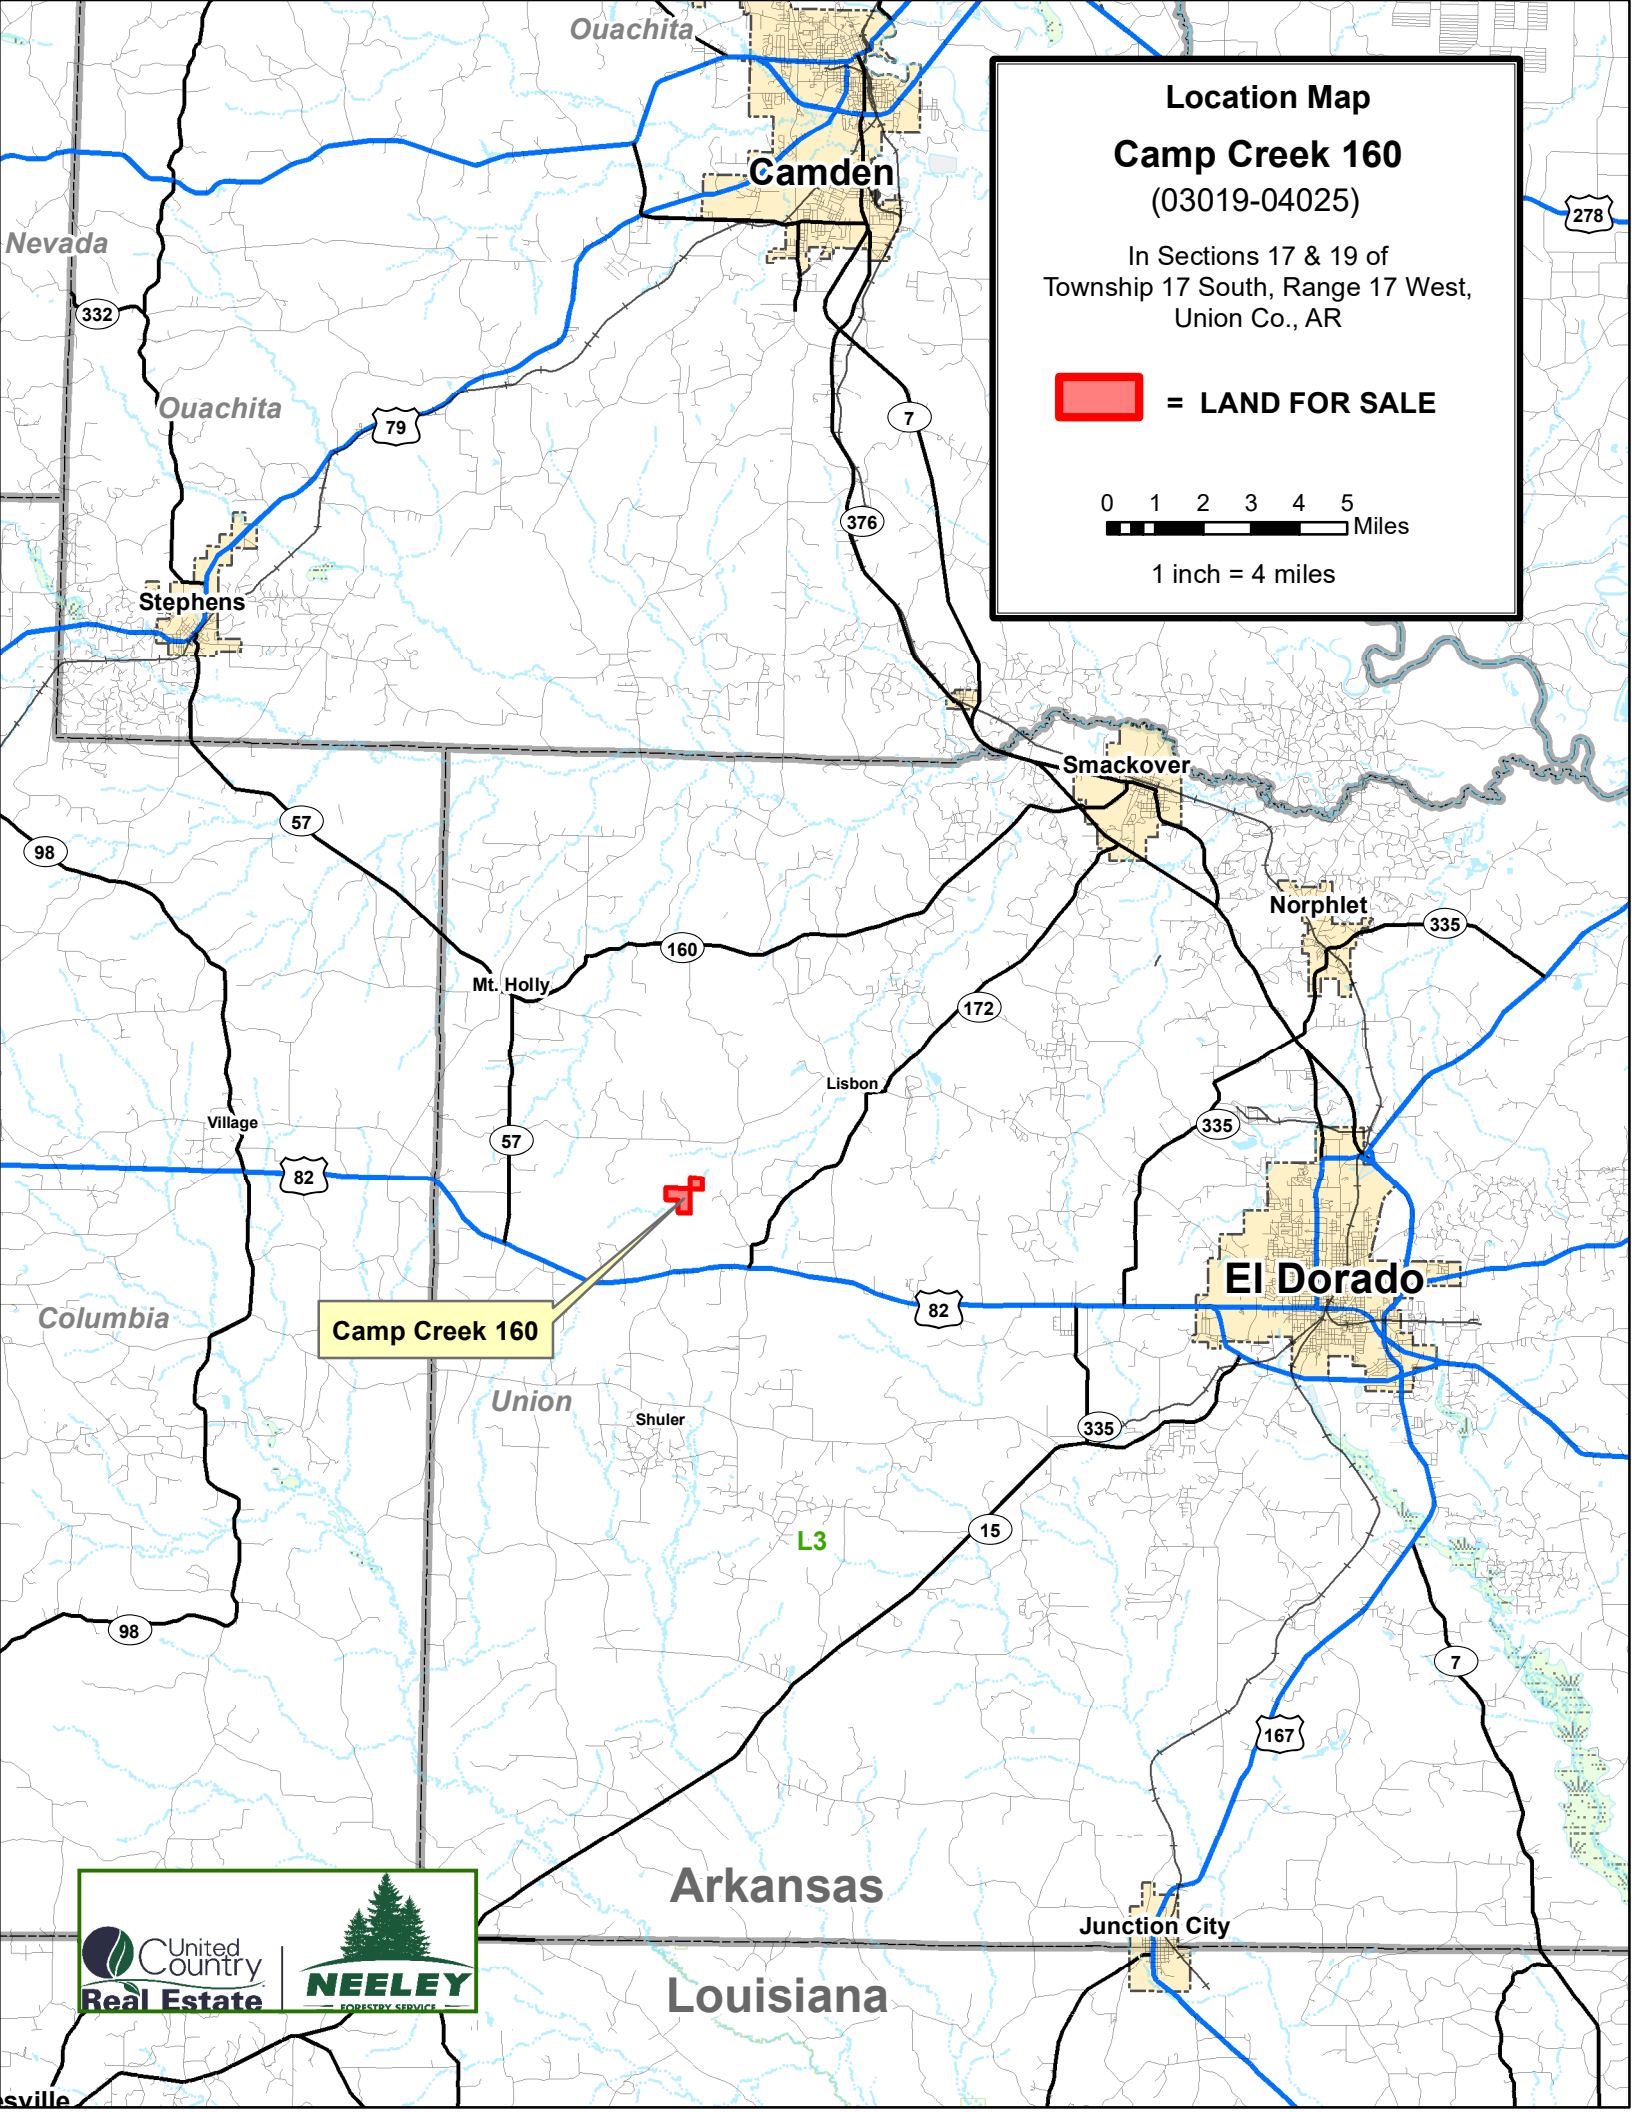 Ouachita
Location Map
Camp Creek 160
(03019-04025)
In Sections 17 & 19 of
Township 17 South, Range 17 West,
Union Co., AR
= LAND FOR SALE
0 1 2 3 4 5
Miles
1 inch = 4 miles
Camden
278
Nevada
332
Ouachita
79
7
376
Stephens
Smackover
57
98
Norphlet
335
160
Mt. Holly
172
Lisbon
Village
57
335
82
El Dorado
82
Columbia
Camp Creek 160
Union
Shuler
335
15
L3
98
7
167
Arkansas
Junction City
United
Country
Real Estate
NEELEY
FORESTRY SERVICE
Louisiana
esville